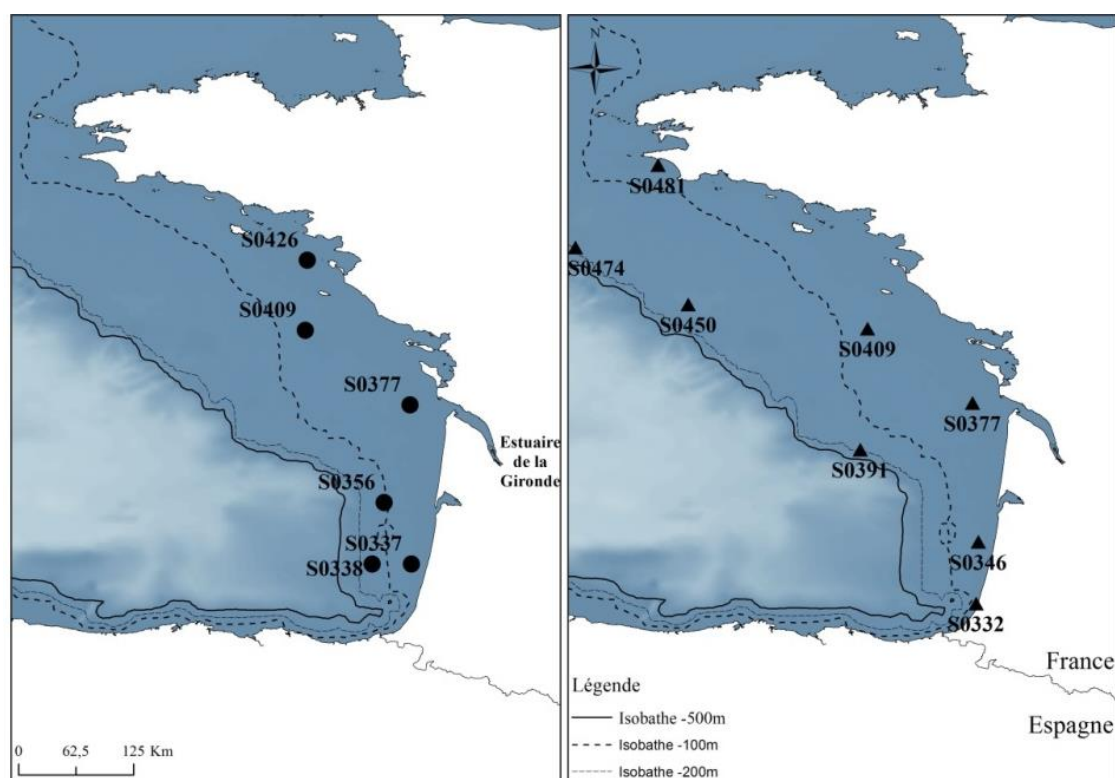 S0426
S0409
S0377
Estuaire
de la
Gironde
S0356
S0337
S0338
0 62,5 125 Km
N
S0481
S0474
S0450
S0409
S0377
S0391
S0346
S0332
France
Espagne
Légende
Isobathe -500m
Isobathe -100m
Isobathe -200m